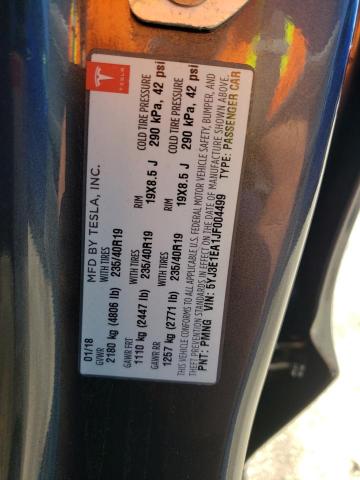 TESLA
MFD BY TESLA, INC.
01/18
GVWR WITH TIRES RIM COLD TIRE PRESSURE
2180 kg (4806 lb) 235/40R19 19X8.5 J 290 kPa, 42 psi
GAWR FRT WITH TIRES RIM COLD TIRE PRESSURE
1110 kg (2447 lb) 235/40R19 19X8.5 J 290 kPa, 42 psi
GAWR RR WITH TIRES
1257 kg (2771 lb) 235/40R19
THIS VEHICLE CONFORMS TO ALL APPLICABLE U.S. FEDERAL MOTOR VEHICLE SAFETY, BUMPER, AND
THEFT PREVENTION STANDARDS IN EFFECT ON THE DATE OF MANUFACTURE SHOWN ABOVE.
PNT: PMNG VIN: 5YJ3E1EA1JF004499 TYPE: PASSENGER CAR